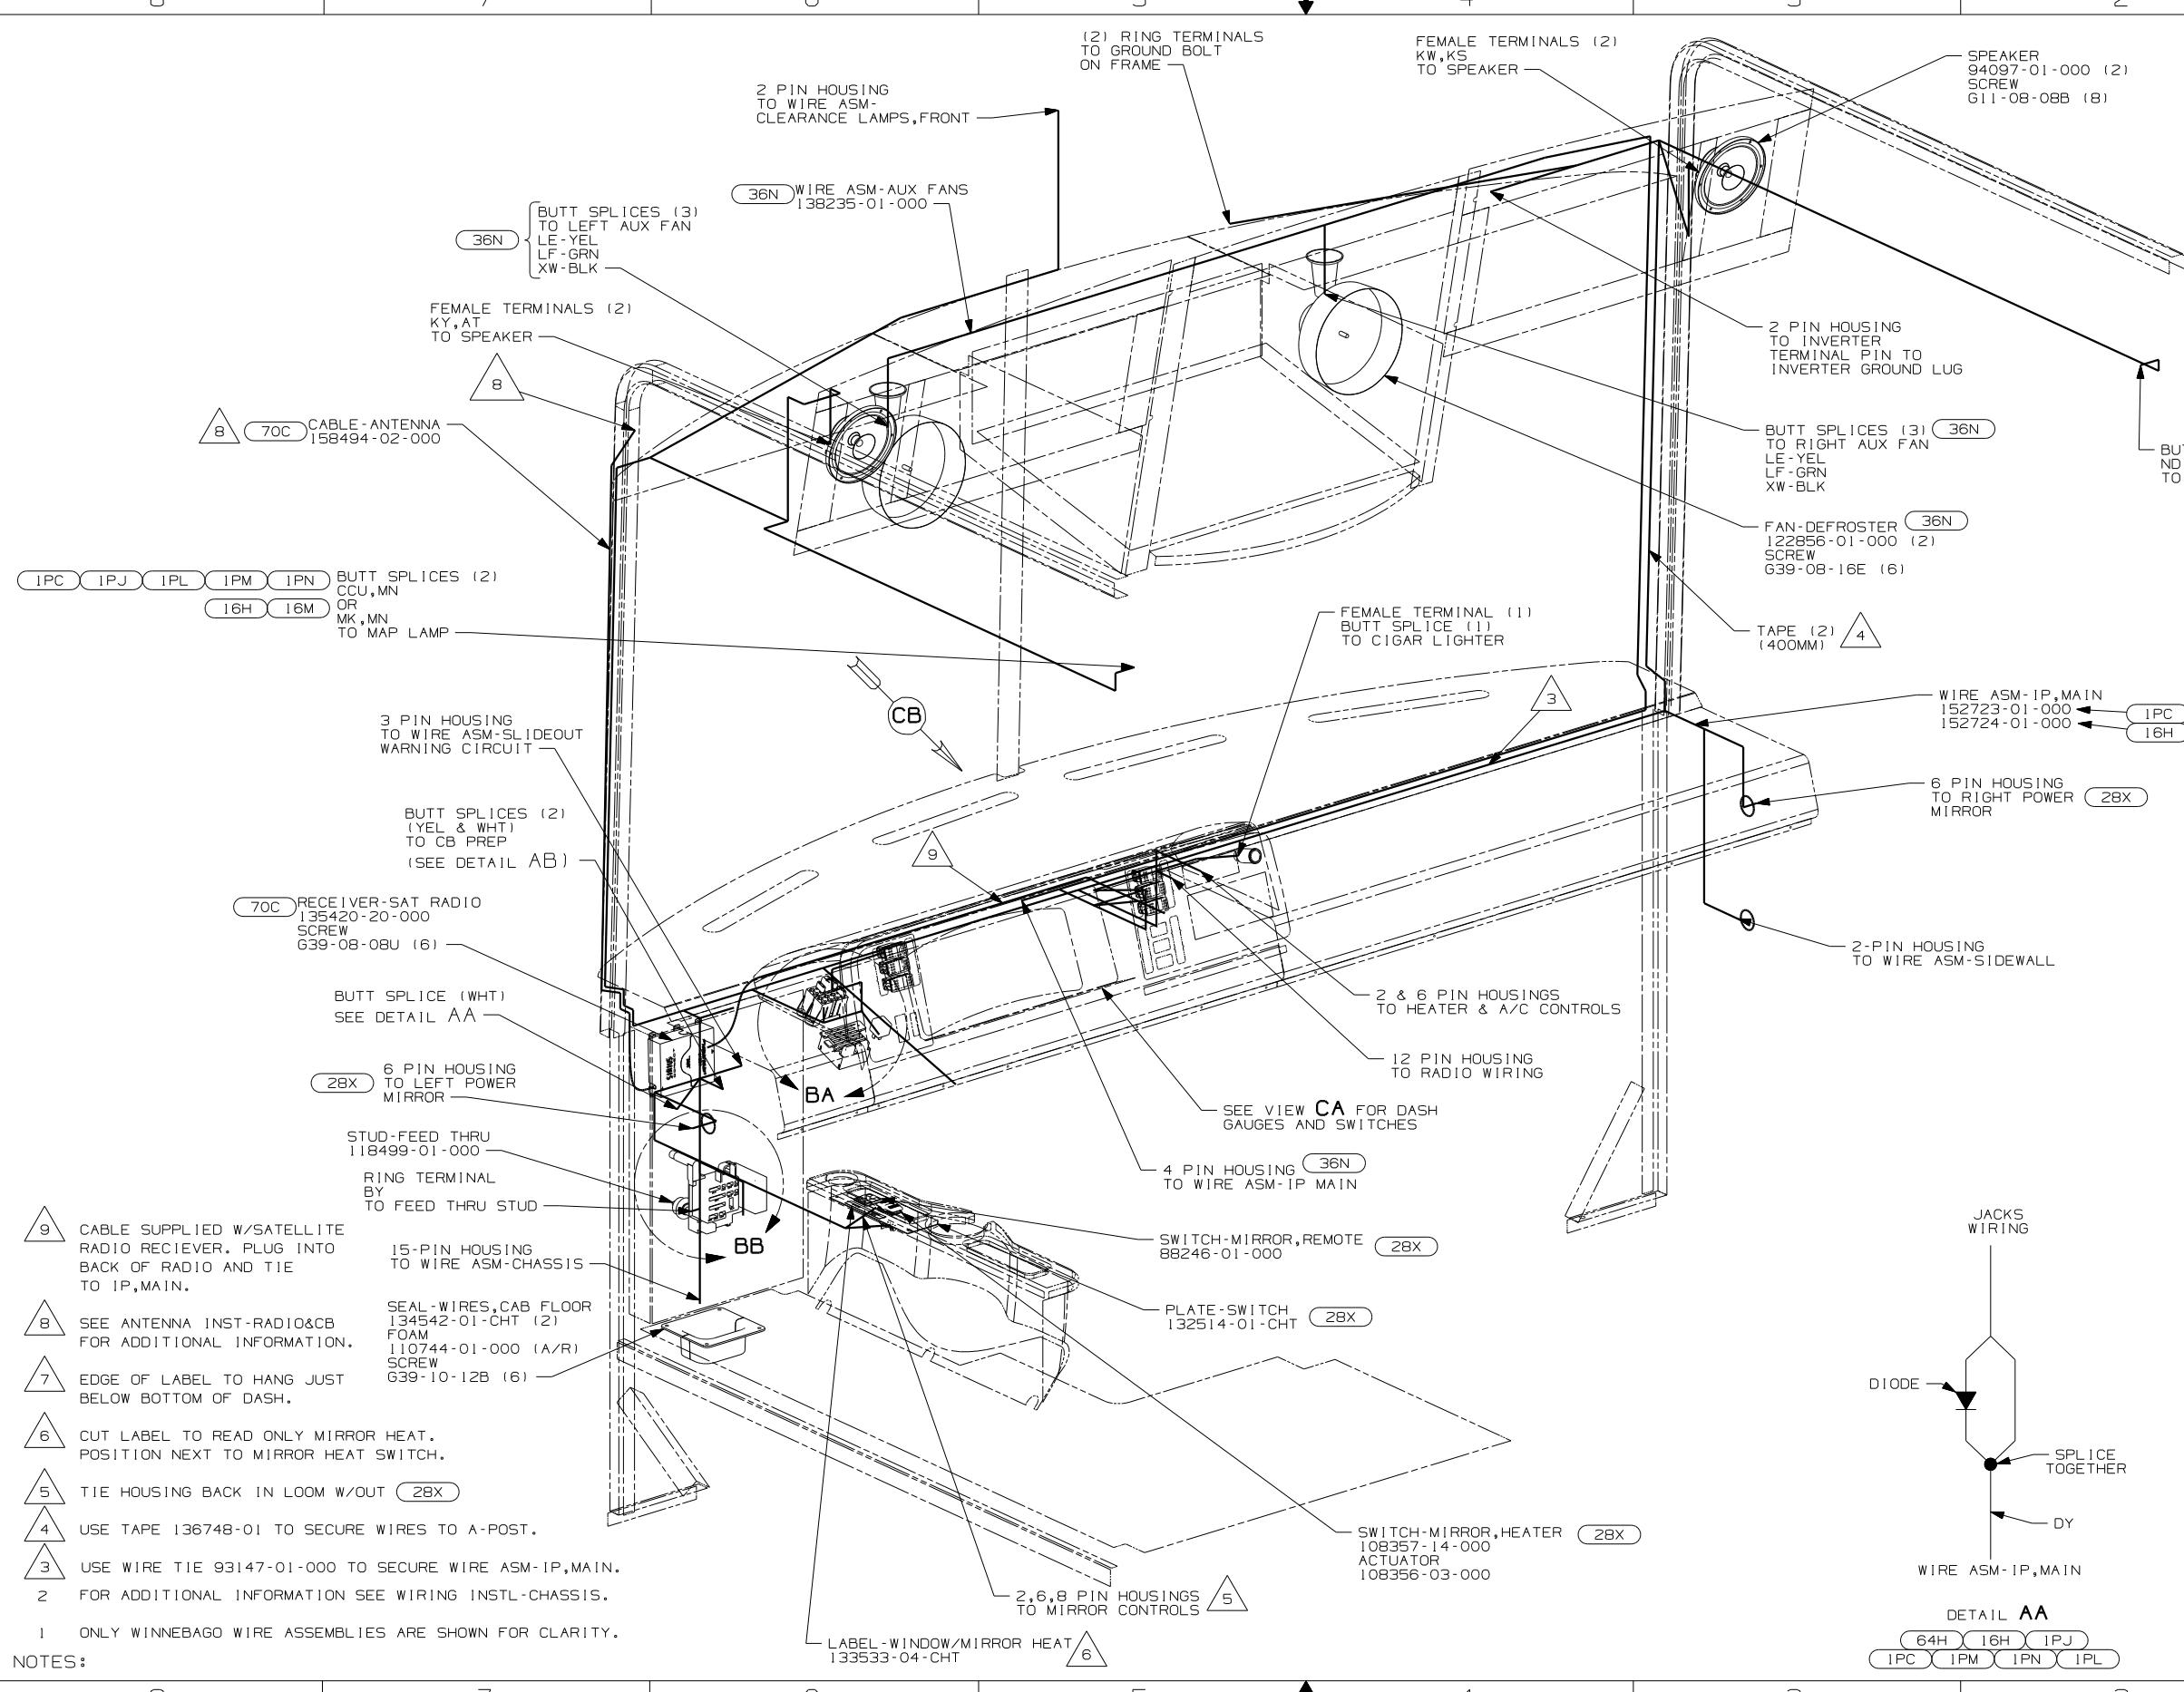 (2) RING TERMINALS
TO GROUND BOLT
ON FRAME
FEMALE TERMINALS (2)
KW,KS
TO SPEAKER
SPEAKER
94097-01-000 (2)
SCREW
G11-08-08B (8)
2 PIN HOUSING
TO WIRE ASM-
CLEARANCE LAMPS,FRONT
36N
WIRE ASM-AUX FANS
138235-01-000
36N
BUTT SPLICES (3)
TO LEFT AUX FAN
LE-YEL
LF-GRN
XW-BLK
FEMALE TERMINALS (2)
KY,AT
TO SPEAKER
8
8
70C
CABLE-ANTENNA
158494-02-000
2 PIN HOUSING
TO INVERTER
TERMINAL PIN TO
INVERTER GROUND LUG
BUTT SPLICES (3) 36N
TO RIGHT AUX FAN
LE-YEL
LF-GRN
XW-BLK
ND
TO
FAN-DEFROSTER 36N
122856-01-000 (2)
SCREW
G39-08-16E (6)
1PC 1PJ 1PL 1PM 1PN
16H 16M
BUTT SPLICES (2)
CCU,MN
OR
MK,MN
TO MAP LAMP
FEMALE TERMINAL (1)
BUTT SPLICE (1)
TO CIGAR LIGHTER
TAPE (2)
(400MM)
4
CB
3
WIRE ASM-IP,MAIN
152723-01-000
152724-01-000
1PC
16H
3 PIN HOUSING
TO WIRE ASM-SLIDEOUT
WARNING CIRCUIT
6 PIN HOUSING
TO RIGHT POWER
MIRROR
28X
BUTT SPLICES (2)
(YEL & WHT)
TO CB PREP
(SEE DETAIL AB)
9
70C
RECEIVER-SAT RADIO
135420-20-000
SCREW
G39-08-08U (6)
2-PIN HOUSING
TO WIRE ASM-SIDEWALL
BUTT SPLICE (WHT)
SEE DETAIL AA
SIRIUS
2 & 6 PIN HOUSINGS
TO HEATER & A/C CONTROLS
12 PIN HOUSING
TO RADIO WIRING
28X
6 PIN HOUSING
TO LEFT POWER
MIRROR
BA
SEE VIEW CA FOR DASH
GAUGES AND SWITCHES
STUD-FEED THRU
118499-01-000
RING TERMINAL
BY
TO FEED THRU STUD
4 PIN HOUSING 36N
TO WIRE ASM-IP MAIN
BB
15-PIN HOUSING
TO WIRE ASM-CHASSIS
SWITCH-MIRROR,REMOTE
88246-01-000
28X
SEAL-WIRES,CAB FLOOR
134542-01-CHT (2)
FOAM
110744-01-000 (A/R)
SCREW
G39-10-12B (6)
PLATE-SWITCH
132514-01-CHT
28X
SWITCH-MIRROR,HEATER
108357-14-000
ACTUATOR
108356-03-000
28X
2,6,8 PIN HOUSINGS
TO MIRROR CONTROLS
5
LABEL-WINDOW/MIRROR HEAT
133533-04-CHT
6
9 CABLE SUPPLIED W/SATELLITE
RADIO RECIEVER. PLUG INTO
BACK OF RADIO AND TIE
TO IP,MAIN.
8 SEE ANTENNA INST-RADIO&CB
FOR ADDITIONAL INFORMATION.
7 EDGE OF LABEL TO HANG JUST
BELOW BOTTOM OF DASH.
6 CUT LABEL TO READ ONLY MIRROR HEAT.
POSITION NEXT TO MIRROR HEAT SWITCH.
5 TIE HOUSING BACK IN LOOM W/OUT 28X
4 USE TAPE 136748-01 TO SECURE WIRES TO A-POST.
3 USE WIRE TIE 93147-01-000 TO SECURE WIRE ASM-IP,MAIN.
2 FOR ADDITIONAL INFORMATION SEE WIRING INSTL-CHASSIS.
1 ONLY WINNEBAGO WIRE ASSEMBLIES ARE SHOWN FOR CLARITY.
NOTES:
JACKS
WIRING
DIODE
SPLICE
TOGETHER
DY
WIRE ASM-IP,MAIN
DETAIL AA
64H 16H 1PJ
1PC 1PM 1PN 1PL